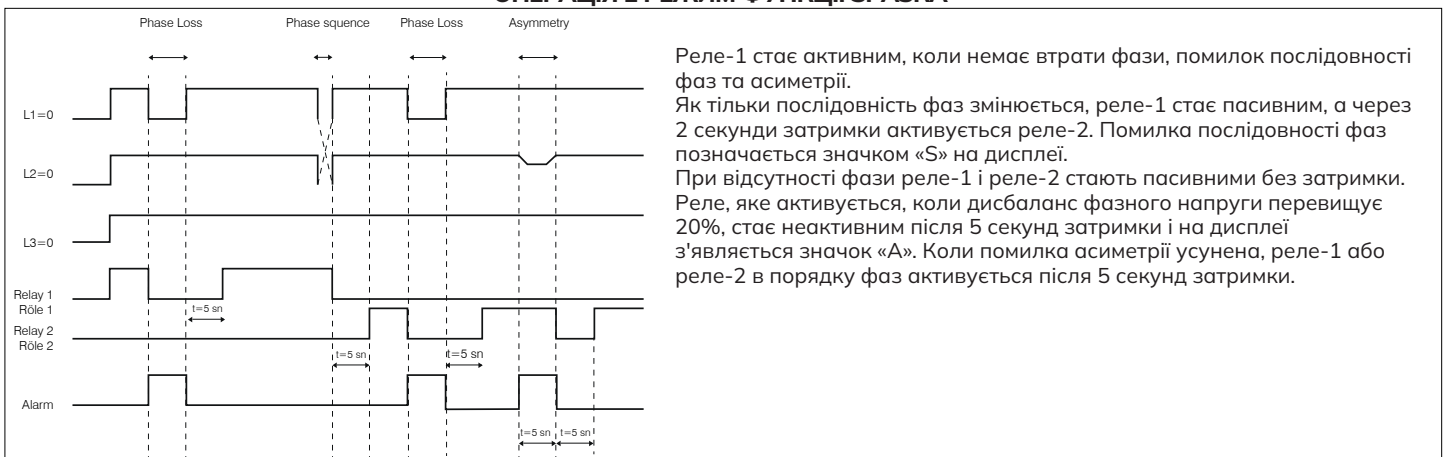 Phase Loss Phase squence Phase Loss Asymmetry
L1=0
L2=0
L3=0
Relay 1
Röle 1
Relay 2
Röle 2
Alarm
t=5 sn
t=5 sn
t=5 sn
t=5 sn
t=5 sn
Реле-1 стає активним, коли немає втрати фази, помилок послідовності
фаз та асиметрії.
Як тільки послідовність фаз змінюється, реле-1 стає пасивним, а через
2 секунди затримки активується реле-2. Помилка послідовності фаз
позначається значком «S» на дисплеї.
При відсутності фази реле-1 і реле-2 стають пасивними без затримки.
Реле, яке активується, коли дисбаланс фазного напруги перевищує
20%, стає неактивним після 5 секунд затримки і на дисплеї
з'являється значок «A». Коли помилка асиметрії усунена, реле-1 або
реле-2 в порядку фаз активується після 5 секунд затримки.